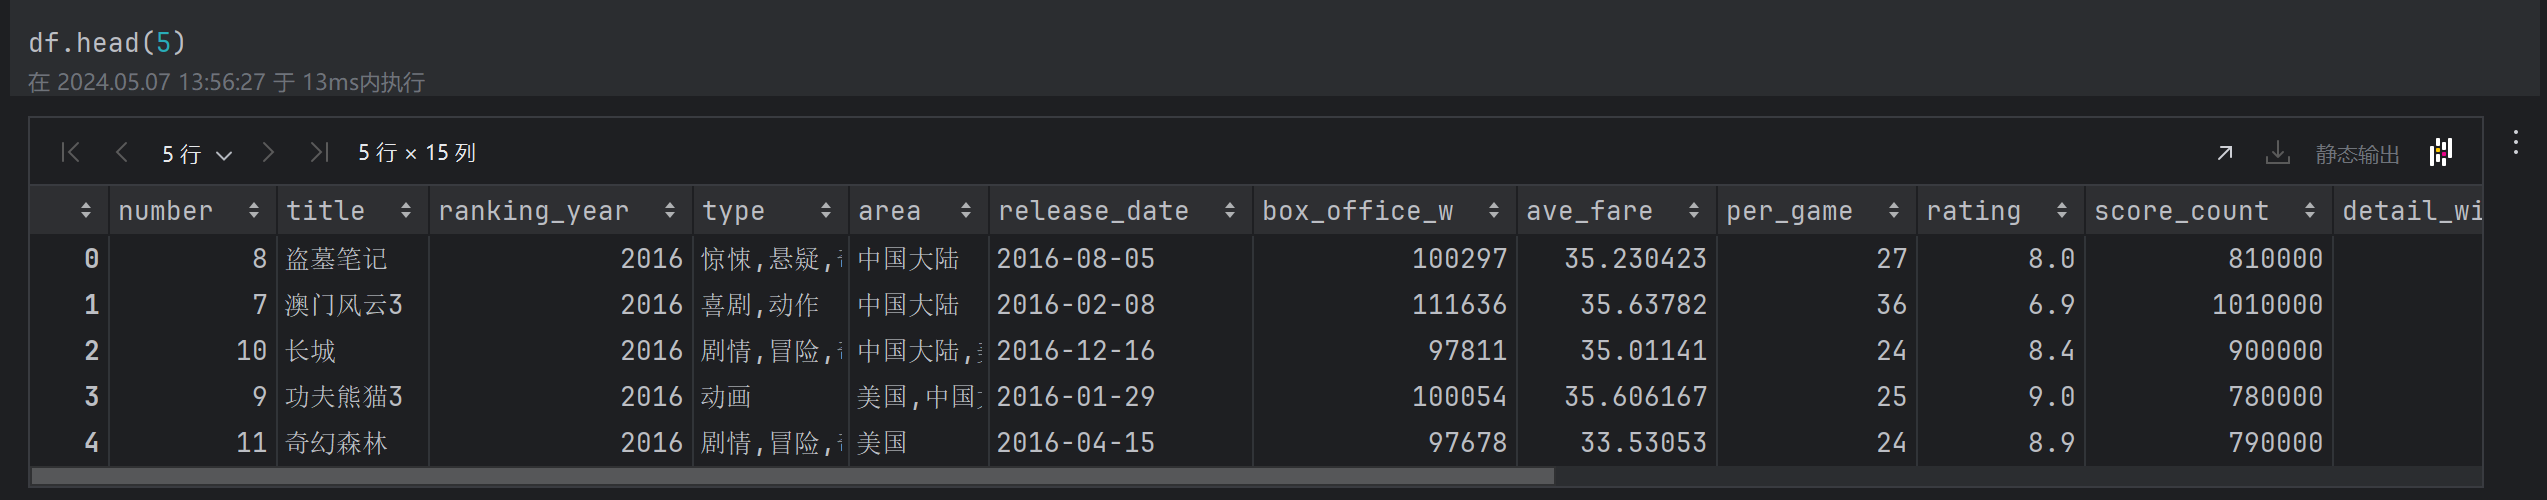 df.head(5)
在 2024.05.07 13:56:27 于 13ms内执行
5 行 5 行 × 15 列 静态输出
number title ranking_year type area release_date box_office_w ave_fare per_game rating score_count detail_wi
0 8 盗墓笔记 2016 惊悚,悬疑, 中国大陆 2016-08-05 100297 35.230423 27 8.0 810000
1 7 澳门风云3 2016 喜剧,动作 中国大陆 2016-02-08 111636 35.63782 36 6.9 1010000
2 10 长城 2016 剧情,冒险, 中国大陆, 2016-12-16 97811 35.01141 24 8.4 900000
3 9 功夫熊猫3 2016 动画 美国,中国 2016-01-29 100054 35.606167 25 9.0 780000
4 11 奇幻森林 2016 剧情,冒险, 美国 2016-04-15 97678 33.53053 24 8.9 790000